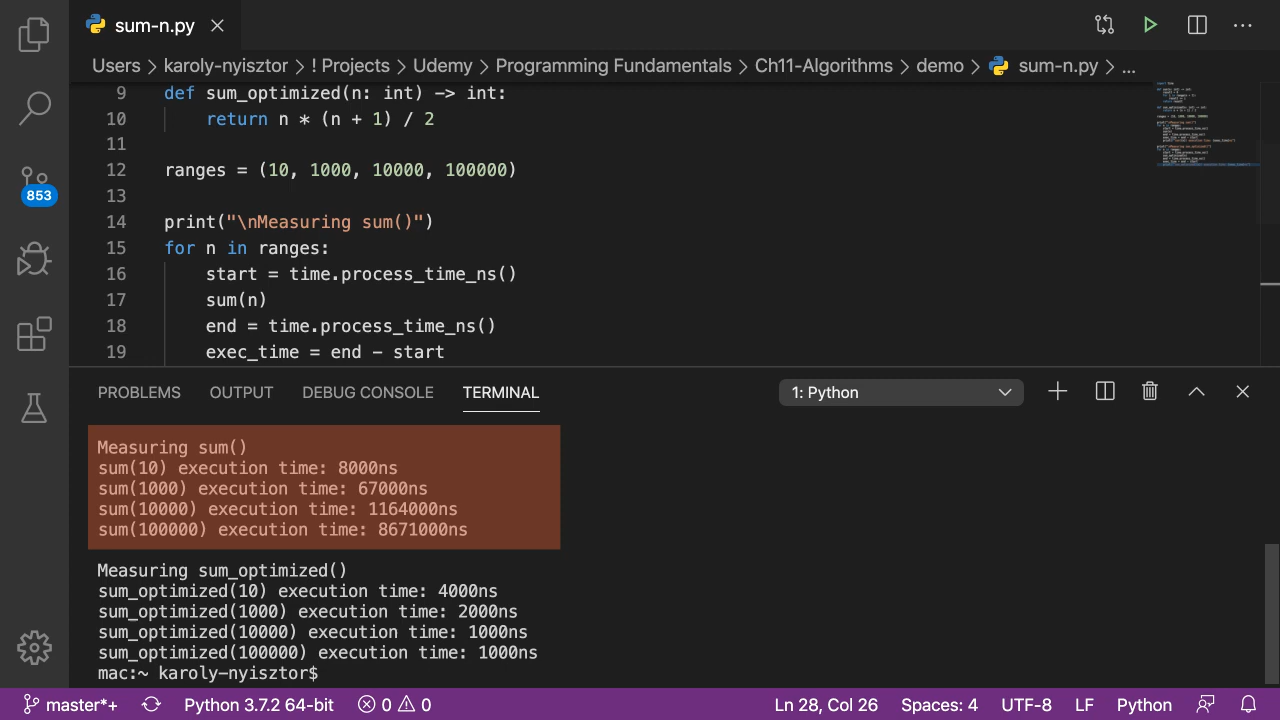 sum-n.py
Users > karoly-nyisztor > ! Projects > Udemy > Programming Fundamentals > Ch11-Algorithms > demo > sum-n.py > ...
853
9 def sum_optimized(n: int) -> int:
10 return n * (n + 1) / 2
11
12 ranges = (10, 1000, 10000, 100000)
13
14 print("\nMeasuring sum()")
15 for n in ranges:
16 start = time.process_time_ns()
17 sum(n)
18 end = time.process_time_ns()
19 exec_time = end - start
PROBLEMS OUTPUT DEBUG CONSOLE TERMINAL 1: Python
Measuring sum()
sum(10) execution time: 8000ns
sum(1000) execution time: 67000ns
sum(10000) execution time: 1164000ns
sum(100000) execution time: 8671000ns
Measuring sum_optimized()
sum_optimized(10) execution time: 4000ns
sum_optimized(1000) execution time: 2000ns
sum_optimized(10000) execution time: 1000ns
sum_optimized(100000) execution time: 1000ns
mac:~ karoly-nyisztor$
master*+ Python 3.7.2 64-bit 0 0 Ln 28, Col 26 Spaces: 4 UTF-8 LF Python